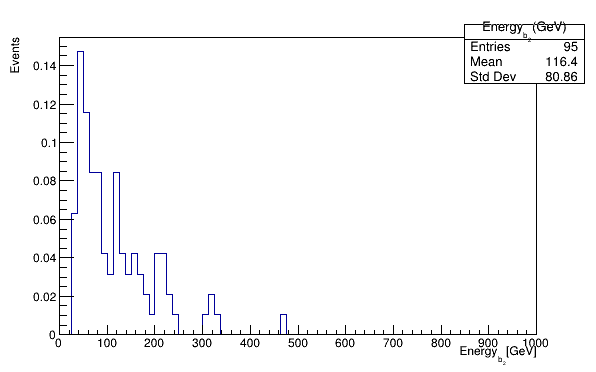 Energy_b₂(GeV)
Entries 95
Mean 116.4
Std Dev 80.86
Events
0.14
0.12
0.1
0.08
0.06
0.04
0.02
0
0 100 200 300 400 500 600 700 800 900 1000
Energy_b₂[GeV]